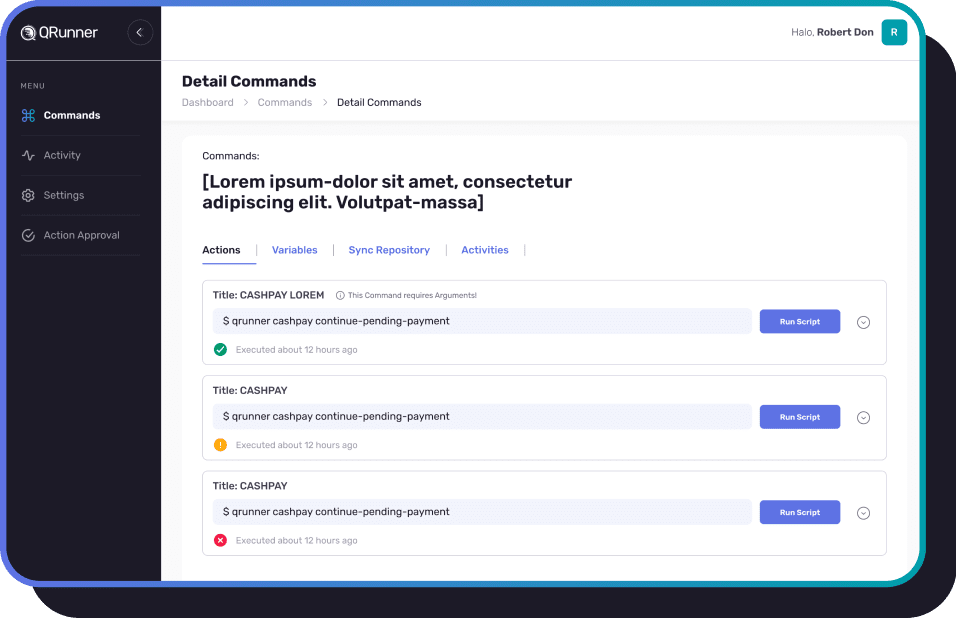 QRunner
Halo, Robert Don
R
MENU
Commands
Activity
Settings
Action Approval
Detail Commands
Dashboard > Commands > Detail Commands
Commands:
[Lorem ipsum-dolor sit amet, consectetur
adipiscing elit. Volutpat-massa]
Actions | Variables | Sync Repository | Activities |
Title: CASHPAY LOREM This Command requires Arguments!
$ qrunner cashpay continue-pending-payment
Run Script
Executed about 12 hours ago
Title: CASHPAY
$ qrunner cashpay continue-pending-payment
Run Script
Executed about 12 hours ago
Title: CASHPAY
$ qrunner cashpay continue-pending-payment
Run Script
Executed about 12 hours ago